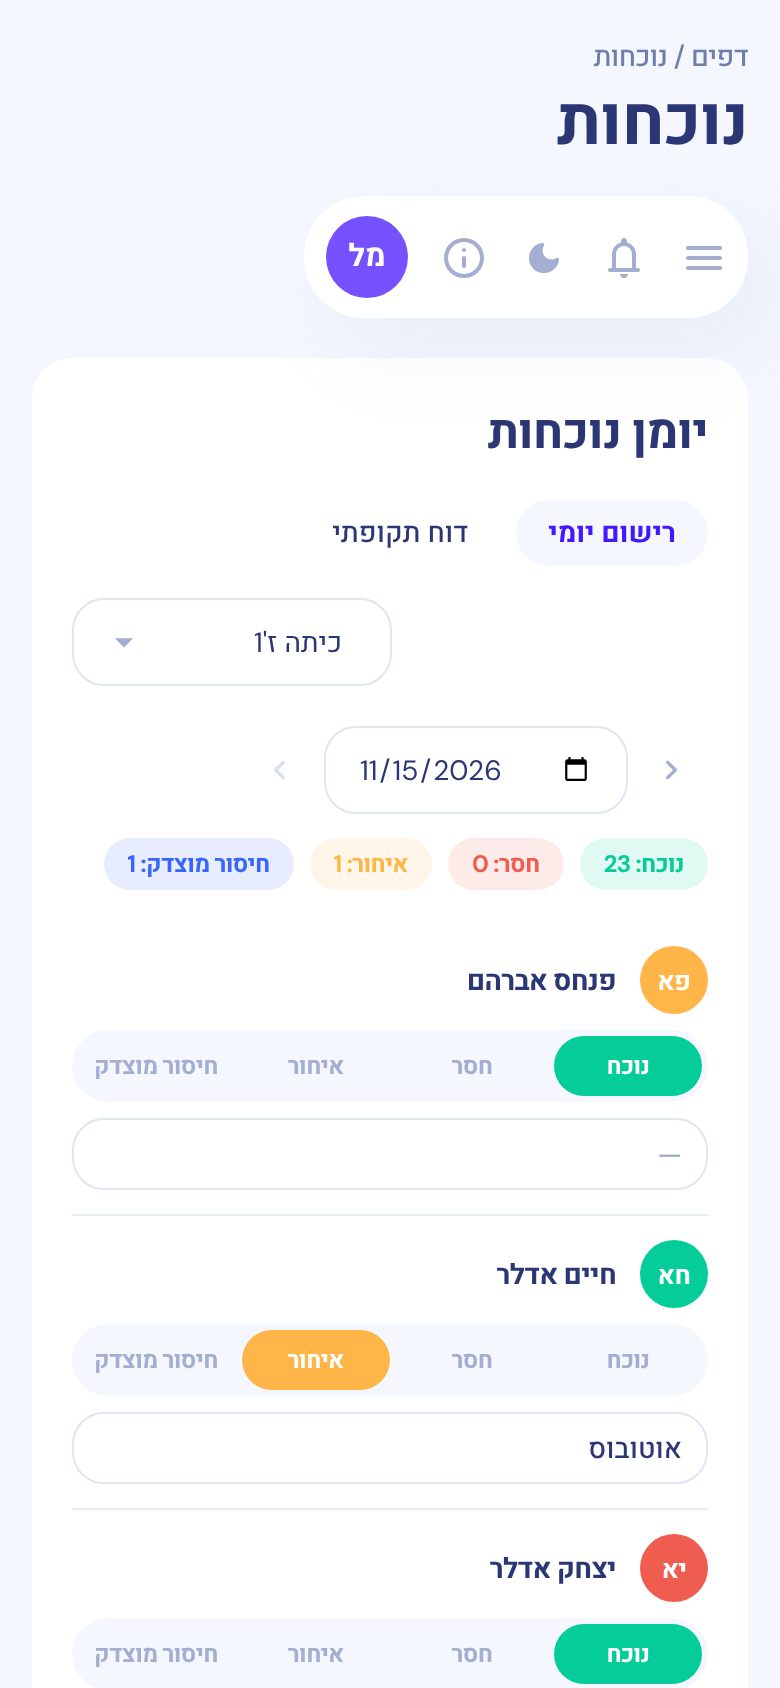 דפים / נוכחות
נוכחות
מל
יומן נוכחות
רישום יומי
דוח תקופתי
כיתה ז'1
11/15/2026
נוכח: 23
חסר: 0
איחור: 1
חיסור מוצדק: 1
פא
פנחס אברהם
נוכח
חסר
איחור
חיסור מוצדק
—
חא
חיים אדלר
נוכח
חסר
איחור
חיסור מוצדק
אוטובוס
יא
יצחק אדלר
נוכח
חסר
איחור
חיסור מוצדק